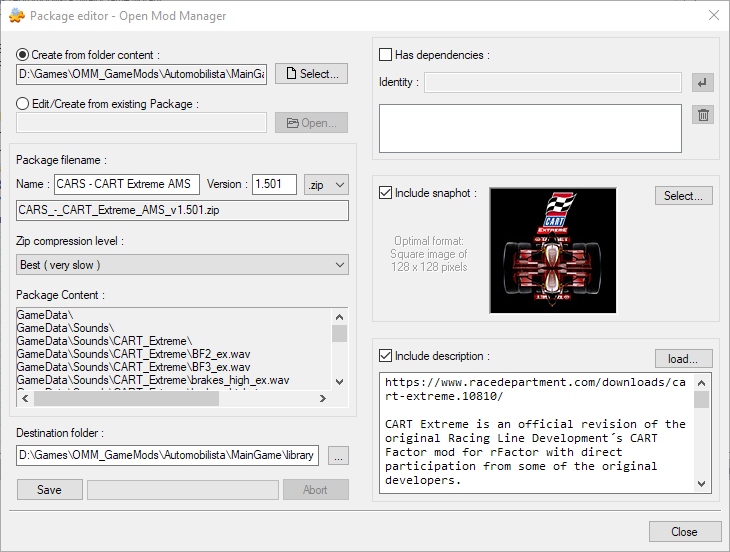 Package editor - Open Mod Manager
Create from folder content :
D:\Games\OMM_GameMods\Automobilista\MainGa
Select...
Edit/Create from existing Package :
Open...
Package filename :
Name :
CARS - CART Extreme AMS
Version :
1.501
.zip
CARS_-_CART_Extreme_AMS_v1.501.zip
Zip compression level :
Best ( very slow )
Package Content :
GameData\
GameData\Sounds\
GameData\Sounds\CART_Extreme\
GameData\Sounds\CART_Extreme\BF2_ex.wav
GameData\Sounds\CART_Extreme\BF3_ex.wav
GameData\Sounds\CART_Extreme\brakes_high_ex.wav
Destination folder :
D:\Games\OMM_GameMods\Automobilista\MainGame\library
...
Save
Abort
Has dependencies :
Identity :
Include snaphot :
Optimal format:
Square image of
128 x 128 pixels
CART
EXTREME
Select...
Include description :
load...
https://www.racedepartment.com/downloads/ca
rt-extreme.10810/
CART Extreme is an official revision of the
original Racing Line Development´s CART
Factor mod for rFactor with direct
participation from some of the original
developers.
Close